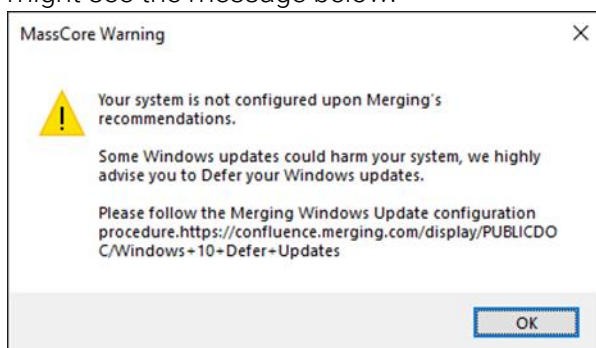 might see the message below:
MassCore Warning
Your system is not configured upon Merging's
recommendations.
Some Windows updates could harm your system, we highly
advise you to Defer your Windows updates.
Please follow the Merging Windows Update configuration
procedure.https://confluence.merging.com/display/PUBLICDO
C/Windows+10+Defer+Updates
OK